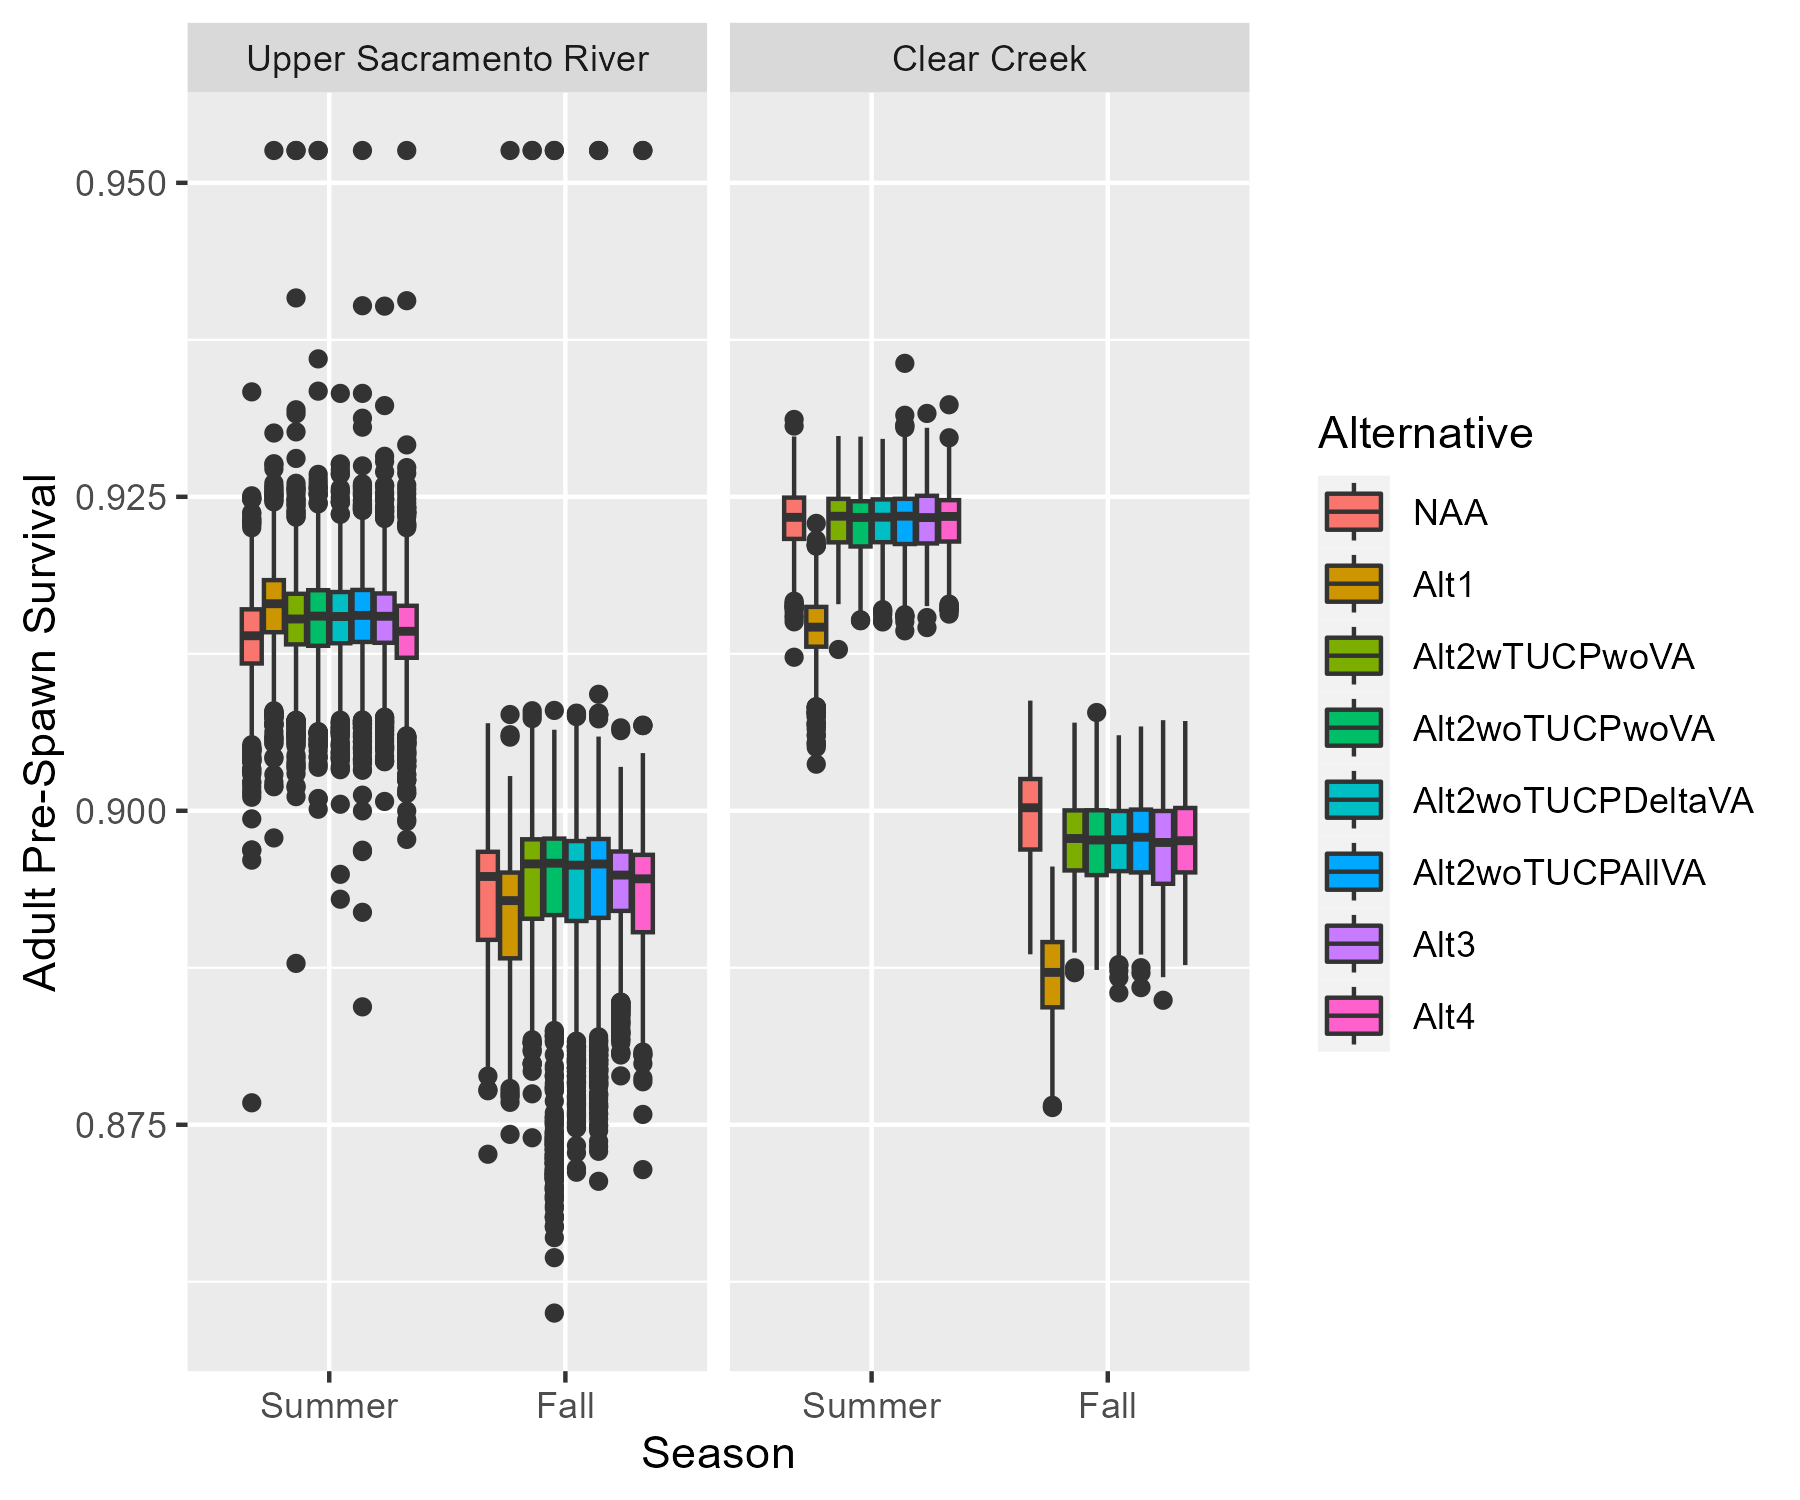 Upper Sacramento River
Clear Creek
Adult Pre-Spawn Survival
0.950
0.925
0.900
0.875
Summer
Fall
Summer
Fall
Season
Alternative
NAA
Alt1
Alt2wTUCPwoVA
Alt2woTUCPwoVA
Alt2woTUCPDeltaVA
Alt2woTUCPAllVA
Alt3
Alt4